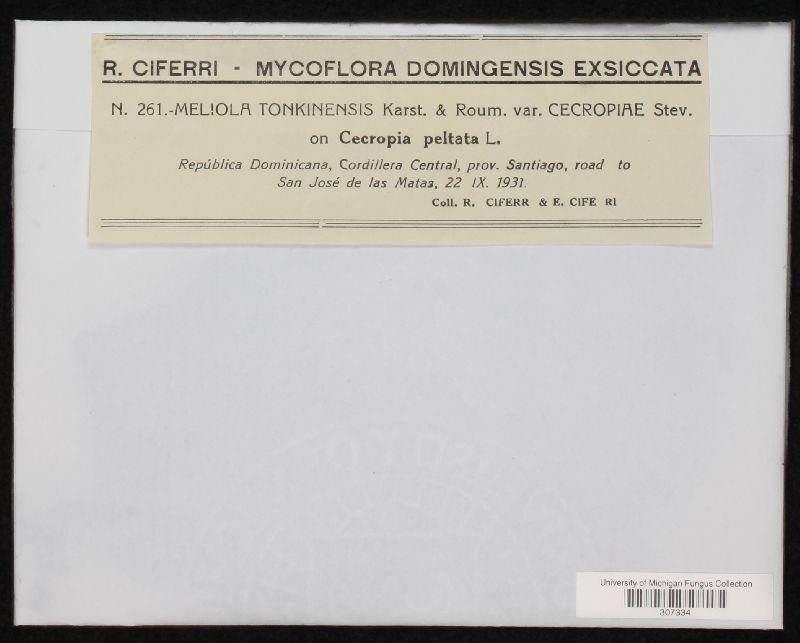 R. CIFERRI - MYCOFLORA DOMINGENSIS EXSICCATA
N. 261.-MELIOLA TONKINENSIS Karst. & Roum. var. CECROPIAE Stev.
on Cecropia peltata L.
República Dominicana, Cordillera Central, prov. Santiago, road to
San José de las Matas, 22 IX. 1931.
Coll. R. CIFERR & E. CIFE RI
University of Michigan Fungus Collection
307334